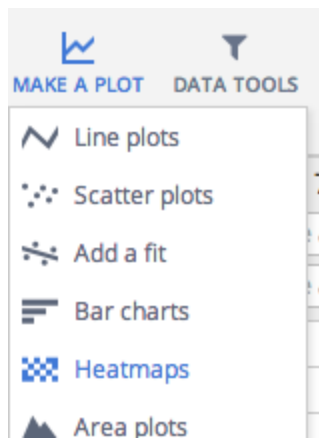 MAKE A PLOT DATA TOOLS
Line plots
Scatter plots
Add a fit
Bar charts
Heatmaps
Area plots